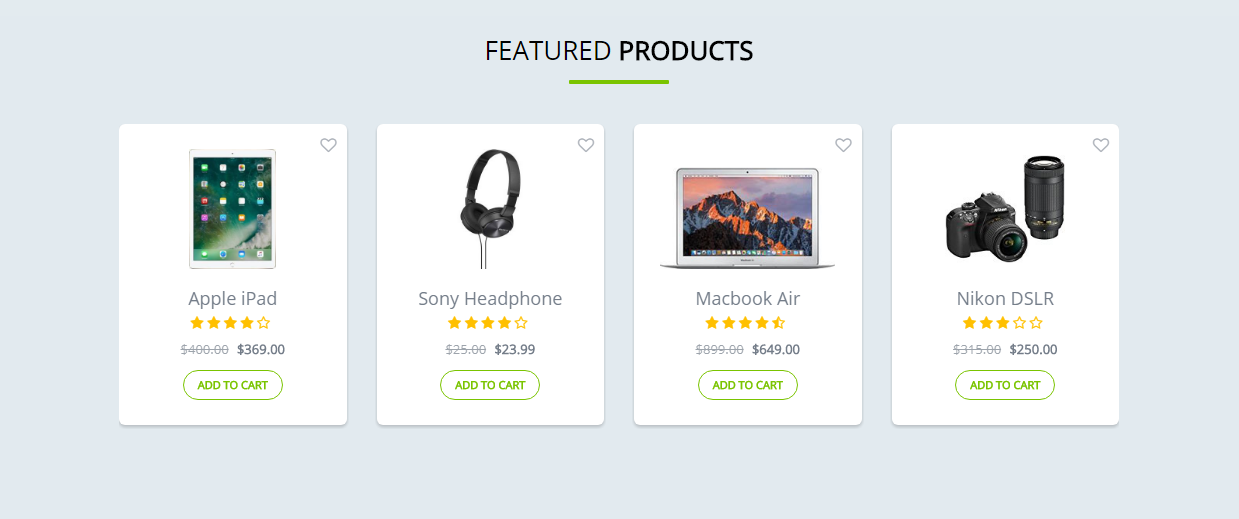 FEATURED PRODUCTS
Apple iPad
$400.00 $369.00
ADD TO CART
Sony Headphone
$25.00 $23.99
ADD TO CART
Macbook Air
$899.00 $649.00
ADD TO CART
Nikon
Nikon DSLR
$315.00 $250.00
ADD TO CART